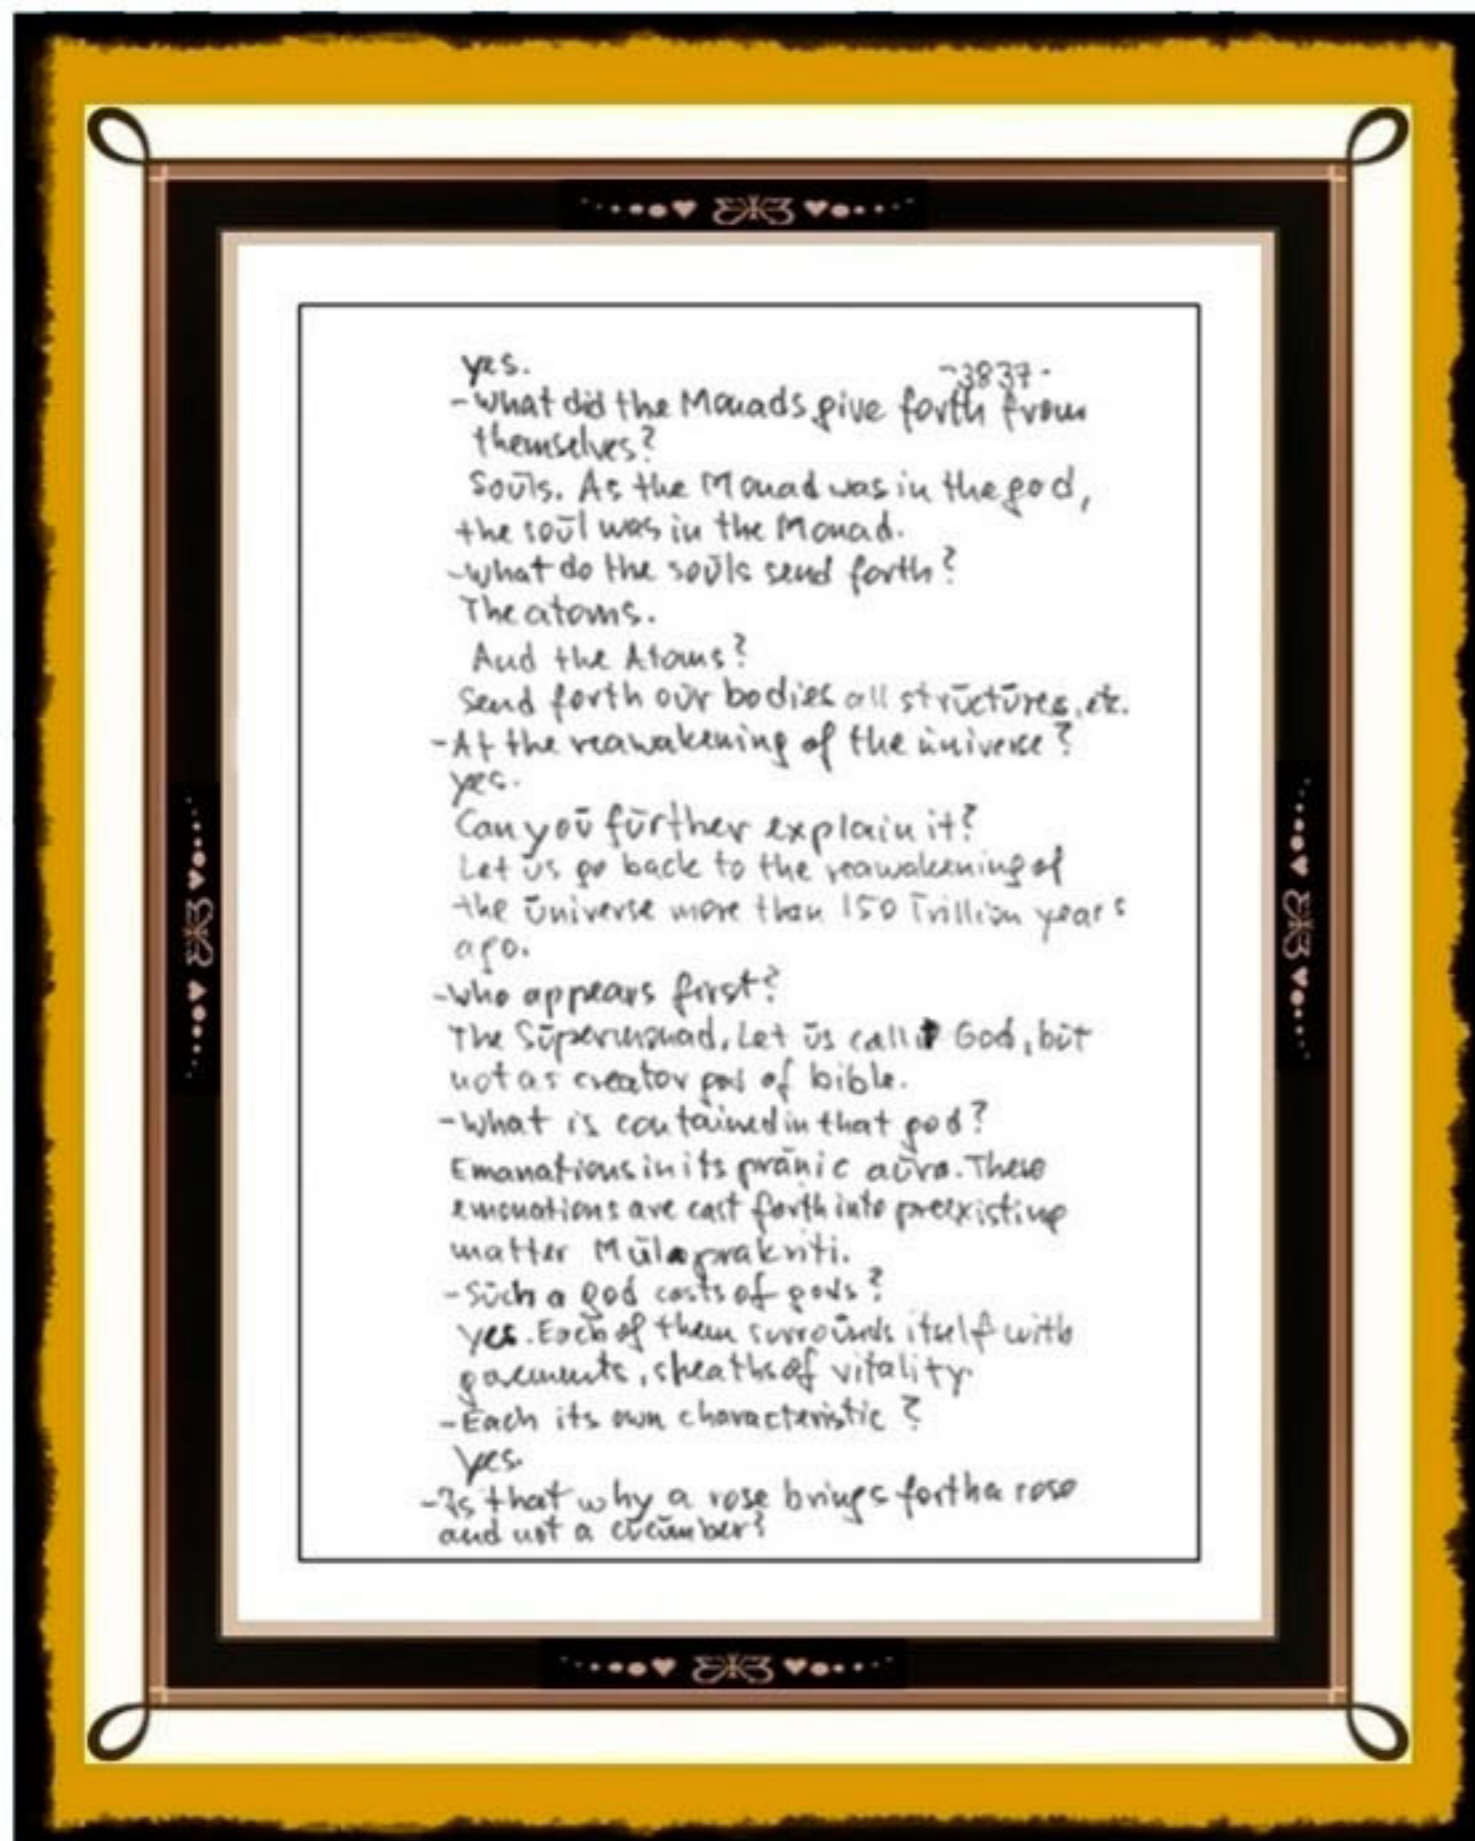 yes. -3837-
- What did the Monads give forth from
themselves?
Souls. As the Monad was in the god,
the soul was in the Monad.
- What do the souls send forth?
The atoms.
And the Atoms?
Send forth our bodies all structures, etc.
- At the reawakening of the universe?
yes.
Can you further explain it?
Let us go back to the reawakening of
the universe more than 150 Trillion years
ago.
- Who appears first?
The Supermonad. Let us call it God, but
not as creator god of bible.
- What is contained in that god?
Emanations in its pranic aura. These
emanations are cast forth into preexisting
matter Mulaprakriti.
- Such a god casts of gods?
yes. Each of them surrounds itself with
garments, sheaths of vitality.
- Each its own characteristic?
Yes.
- Is that why a rose brings forth a rose
and not a cucumber?